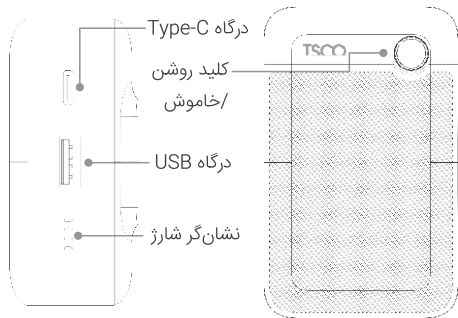 درگاه Type-C
TSCO
کلید روشن
/خاموش
درگاه USB
نشان‌گر شارژ